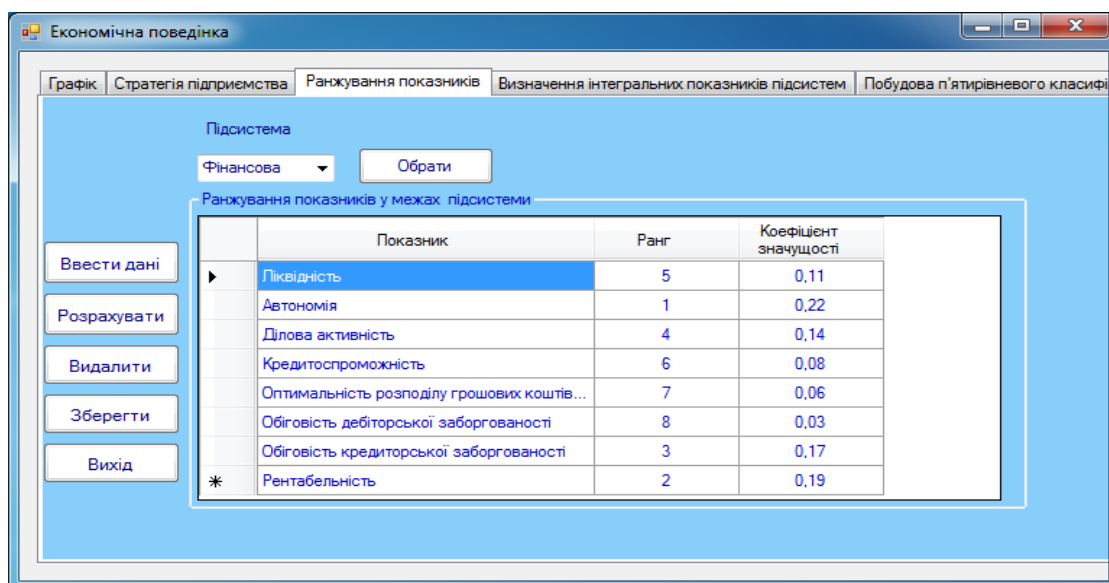 Економічна поведінка
Графік Стратегія підприємства Ранжування показників Визначення інтегральних показників підсистем Побудова п'ятирівневого класифі
Підсистема
Фінансова Обрати
Ранжування показників у межах підсистеми
Показник Ранг Коефіцієнт значущості
Ввести дані
Розрахувати
Видалити
Зберегти
Вихід
Ліквідність 5 0,11
Автономія 1 0,22
Ділова активність 4 0,14
Кредитоспроможність 6 0,08
Оптимальність розподілу грошових коштів... 7 0,06
Обіговість дебіторської заборгованості 8 0,03
Обіговість кредиторської заборгованості 3 0,17
Рентабельність 2 0,19